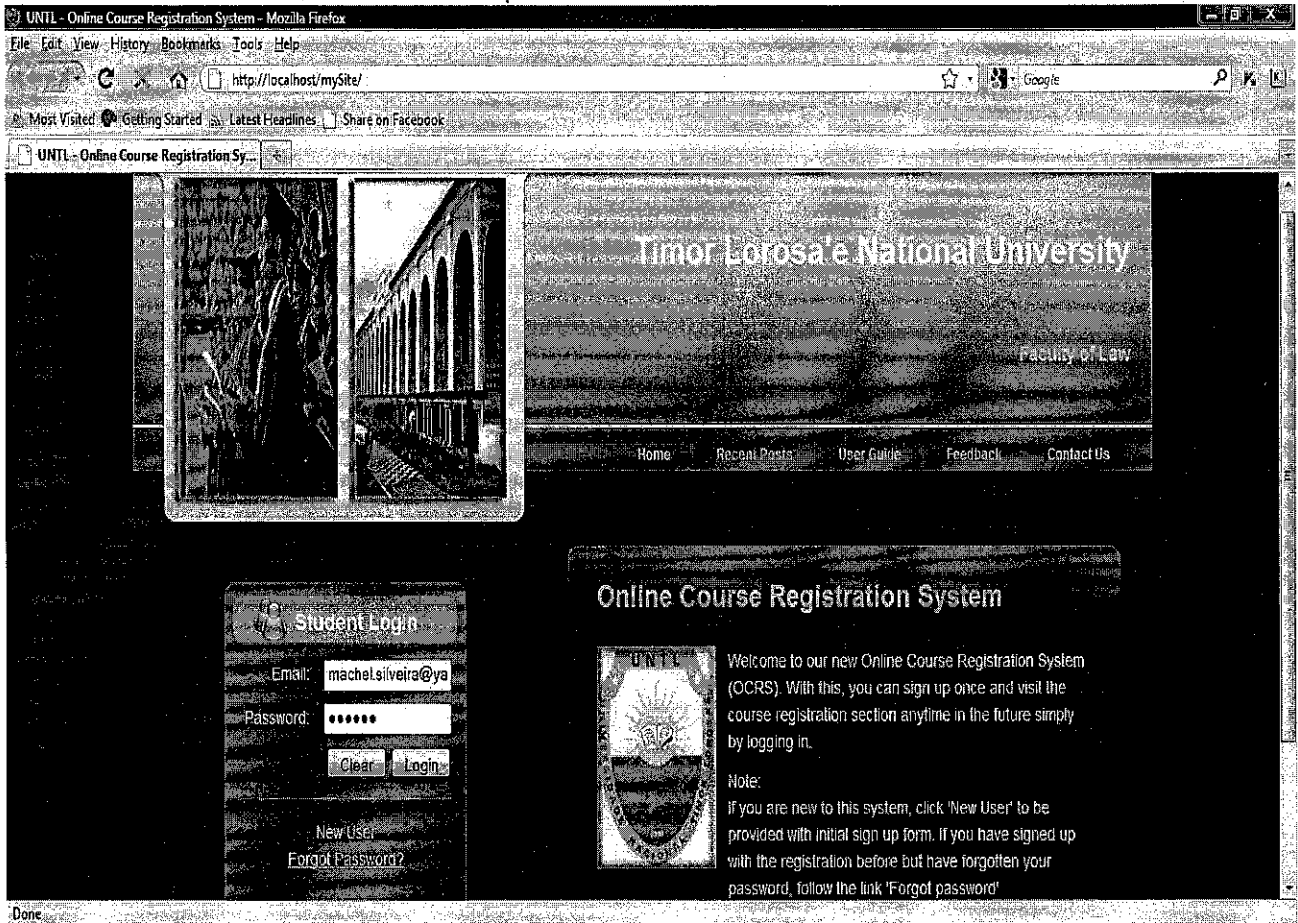 UNTL - Online Course Registration System - Mozilla Firefox
File Edit View History Bookmarks Tools Help
http://localhost/mySite/
Google
Most Visited Getting Started Latest Headlines Share on Facebook
UNTL - Online Course Registration Sy...
Timor Lorosa'e National University
Faculty of Law
Home Recent Posts User Guide Feedback Contact Us
Student Login
Email: machel.silveira@ya
Password: ••••••
Clear Login
New User
Forgot Password?
Online Course Registration System
UNTL
Welcome to our new Online Course Registration System
(OCRS). With this, you can sign up once and visit the
course registration section anytime in the future simply
by logging in.
Note:
If you are new to this system, click 'New User' to be
provided with initial sign up form. If you have signed up
with the registration before but have forgotten your
password, follow the link 'Forgot password'
Done